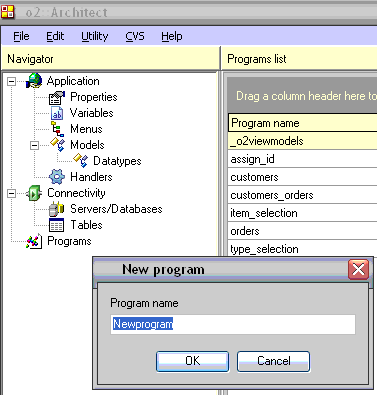 o2::Architect
File Edit Utility CVS Help
Navigator
Application
Properties
Variables
Menus
Models
Datatypes
Handlers
Connectivity
Servers/Databases
Tables
Programs
Programs list
Drag a column header here to
Program name
_o2viewmodels
assign_id
customers
customers_orders
item_selection
orders
type_selection
New program
Program name
Newprogram
OK Cancel